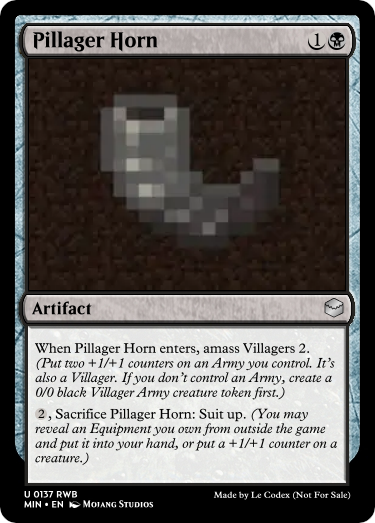 Pillager Horn 1
Artifact
When Pillager Horn enters, amass Villagers 2.
(Put two +1/+1 counters on an Army you control. It's
also a Villager. If you don't control an Army, create a
0/0 black Villager Army creature token first.)
2, Sacrifice Pillager Horn: Suit up. (You may
reveal an Equipment you own from outside the
game and put it into your hand, or put a +1/+1 counter on a
creature.)
U 0137 RWB
MIN • EN Mojang Studios
Made by Le Codex (Not For Sale)